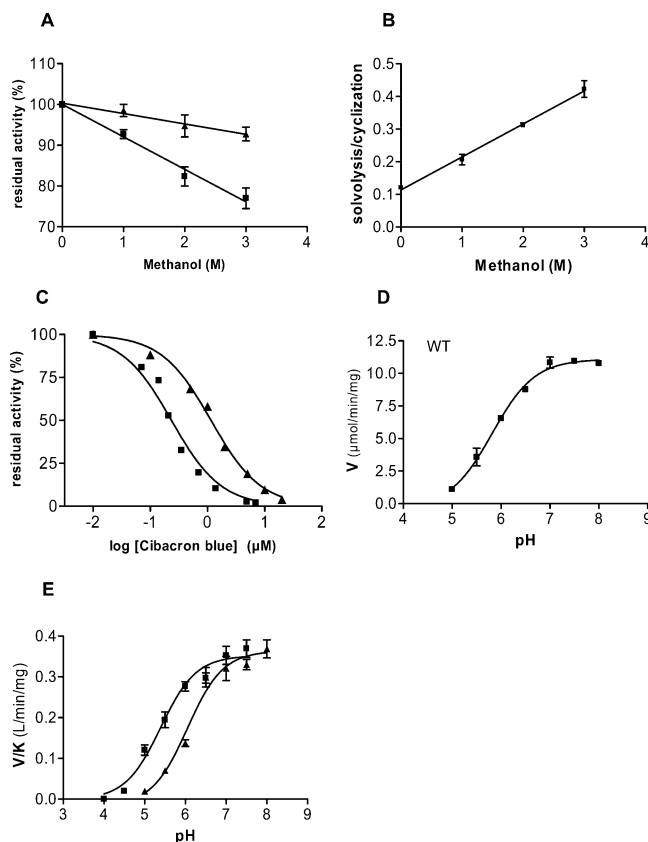 A
residual activity (%)
100
90
80
70
0 1 2 3 4
Methanol (M)
B
solvolysis/cyclization
0.5
0.4
0.3
0.2
0.1
0.0
0 1 2 3 4
Methanol (M)
C
residual activity (%)
100
75
50
25
0
-2 -1 0 1 2
log [Cibacron blue] (µM)
D
WT
V (µmol/min/mg)
12.5
10.0
7.5
5.0
2.5
0.0
4 5 6 7 8 9
pH
E
V/K (L/min/mg)
0.4
0.3
0.2
0.1
0.0
3 4 5 6 7 8 9
pH